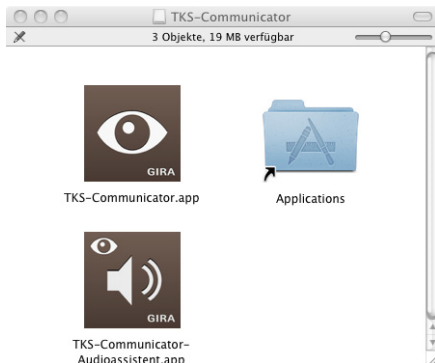 TKS-Communicator
3 Objekte, 19 MB verfügbar
GIRA
TKS-Communicator.app
Applications
GIRA
TKS-Communicator-
Audioassistent.app